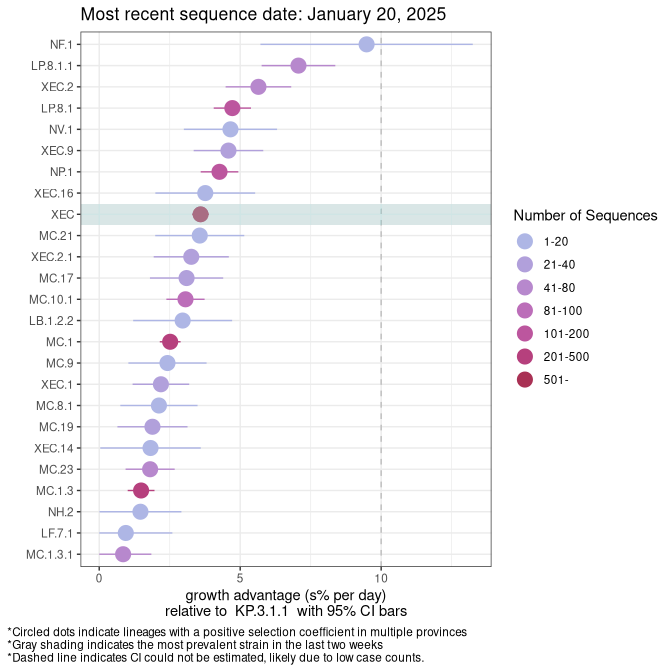 Most recent sequence date: January 20, 2025
NF.1
LP.8.1.1
XEC.2
LP.8.1
NV.1
XEC.9
NP.1
XEC.16
XEC
MC.21
XEC.2.1
MC.17
MC.10.1
LB.1.2.2
MC.1
MC.9
XEC.1
MC.8.1
MC.19
XEC.14
MC.23
MC.1.3
NH.2
LF.7.1
MC.1.3.1
0 5 10
growth advantage (s% per day)
relative to KP.3.1.1 with 95% CI bars
Number of Sequences
1-20
21-40
41-80
81-100
101-200
201-500
501-
*Circled dots indicate lineages with a positive selection coefficient in multiple provinces
*Gray shading indicates the most prevalent strain in the last two weeks
*Dashed line indicates CI could not be estimated, likely due to low case counts.